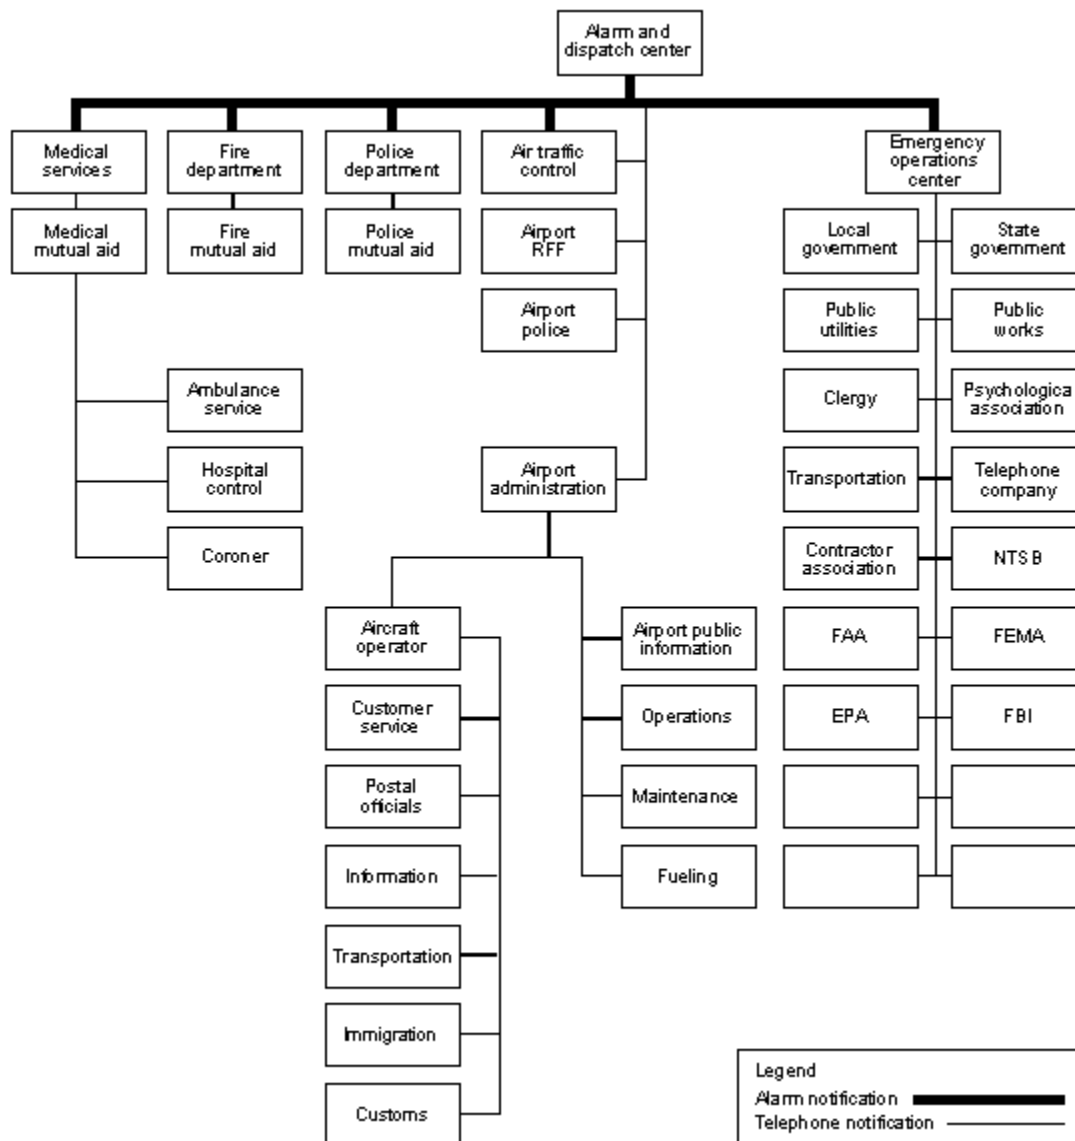 Alarm and
dispatch center
Medical
services
Fire
department
Police
department
Air traffic
control
Emergency
operations
center
Medical
mutual aid
Fire
mutual aid
Police
mutual aid
Airport
RFF
Local
government
State
government
Airport
police
Public
utilities
Public
works
Ambulance
service
Clergy
Psychologica
association
Hospital
control
Airport
administration
Transportation
Telephone
company
Coroner
Contractor
association
NTSB
Aircraft
operator
Airport public
information
FAA
FEMA
Customer
service
Operations
EPA
FBI
Postal
officials
Maintenance
Information
Fueling
Transportation
Immigration
Customs
Legend
Alarm notification
Telephone notification